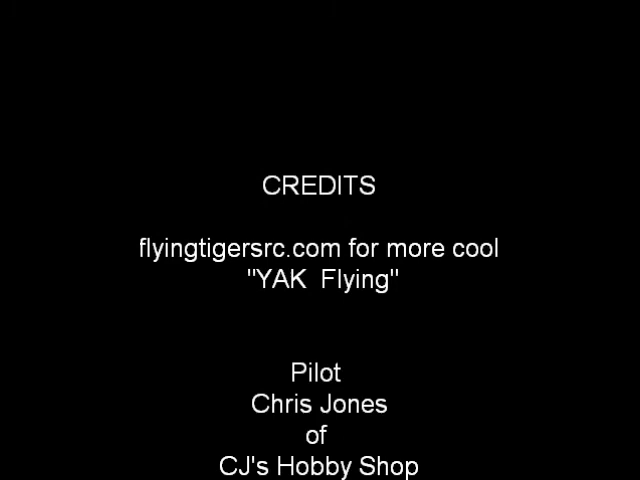 CREDITS
flyingtigersrc.com for more cool
"YAK  Flying"
Pilot
Chris Jones
of
CJ's Hobby Shop